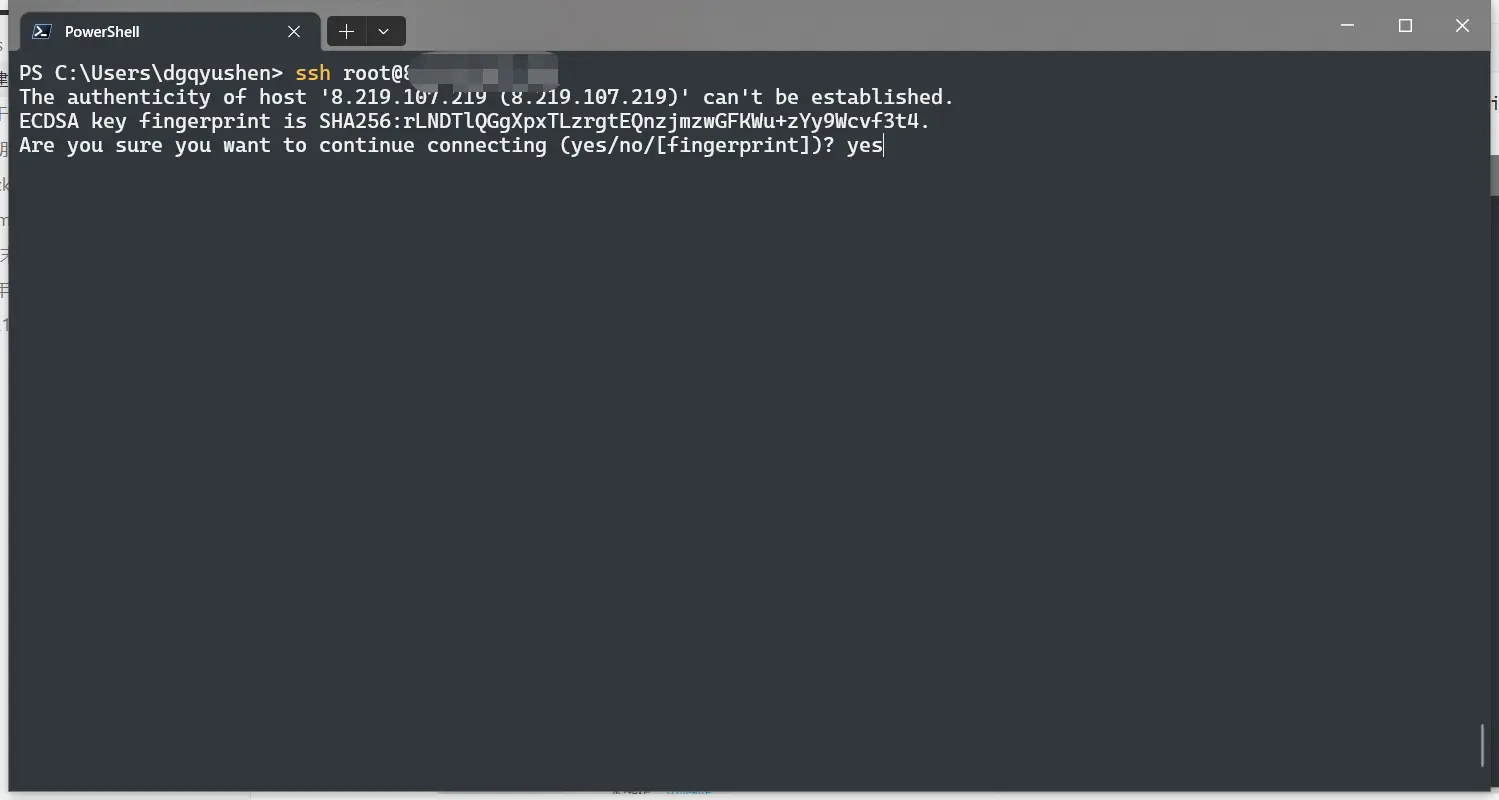 PowerShell
PS C:\Users\dgqyushen> ssh root@
The authenticity of host '8.219.107.219 (8.219.107.219)' can't be established.
ECDSA key fingerprint is SHA256:rLNDTlQGgXpxTLzrgtEQnzjmzwGFKWu+zYy9Wcvf3t4.
Are you sure you want to continue connecting (yes/no/[fingerprint])? yes